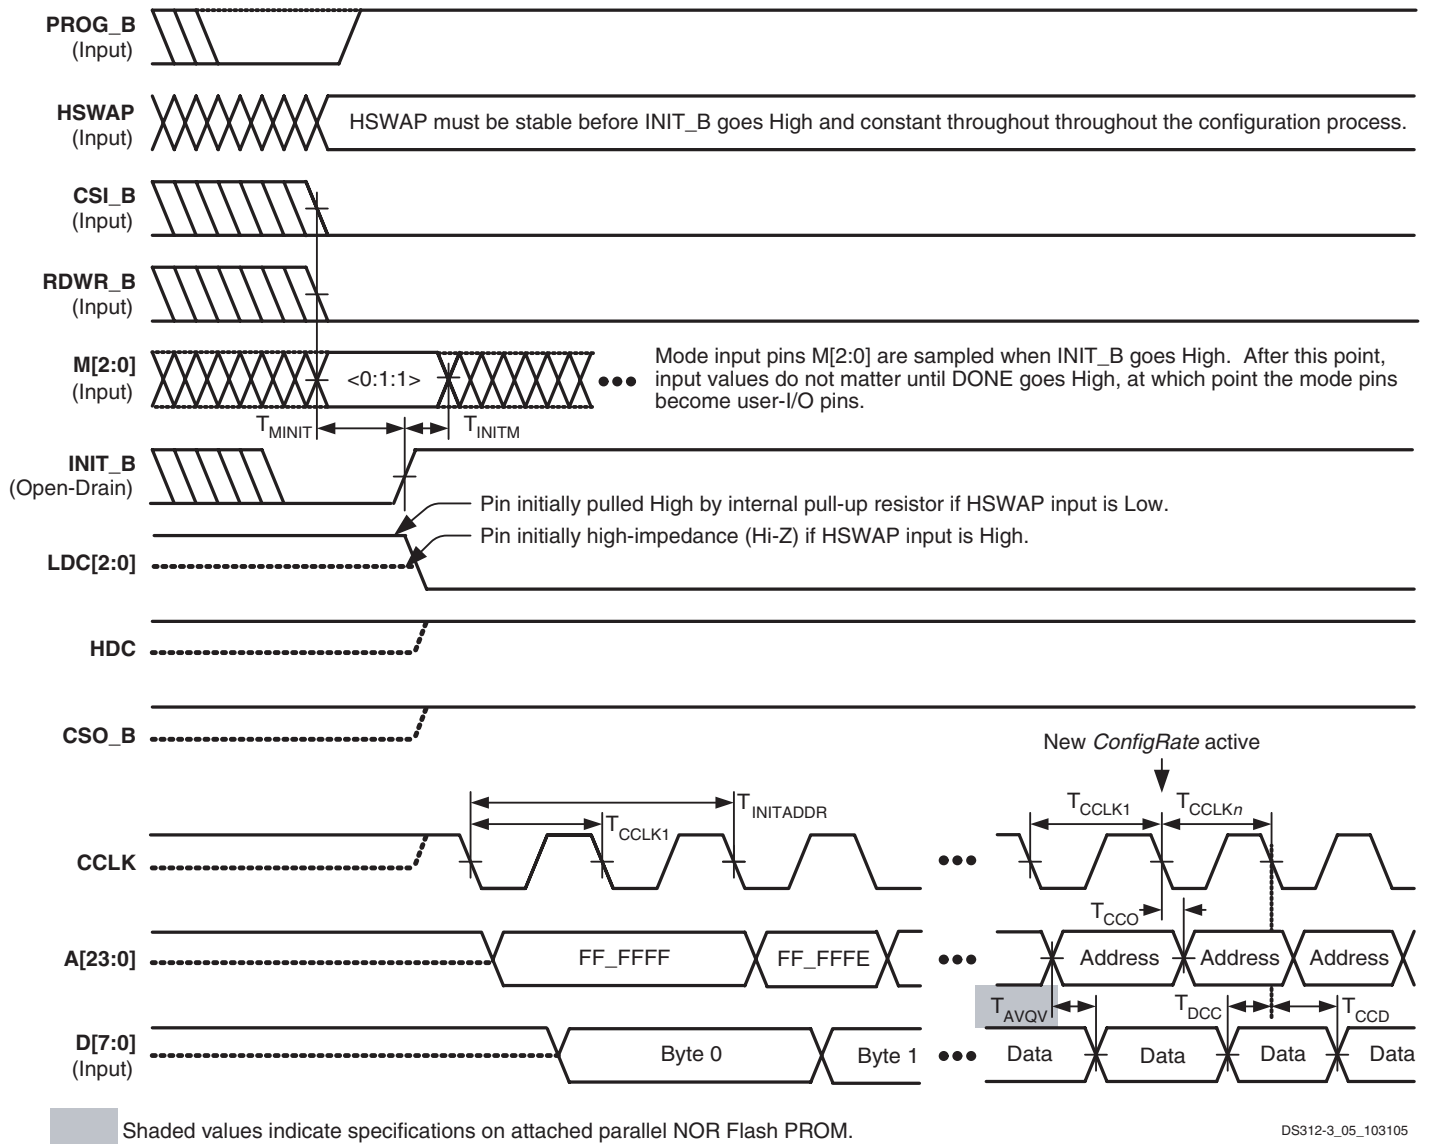 PROG_B
(Input)
HSWAP
(Input)
HSWAP must be stable before INIT_B goes High and constant throughout throughout the configuration process.
CSI_B
(Input)
RDWR_B
(Input)
M[2:0]
(Input)
<0:1:1>
Mode input pins M[2:0] are sampled when INIT_B goes High. After this point,
input values do not matter until DONE goes High, at which point the mode pins
become user-I/O pins.
TMINIT
TINITM
INIT_B
(Open-Drain)
Pin initially pulled High by internal pull-up resistor if HSWAP input is Low.
Pin initially high-impedance (Hi-Z) if HSWAP input is High.
LDC[2:0]
HDC
CSO_B
New ConfigRate active
TINITADDR
TCCLK1
TCCLK1
TCCLKn
CCLK
TCCO
A[23:0]
FF_FFFF
FF_FFFE
Address
Address
Address
TAVQV
TDCC
TCCD
D[7:0]
(Input)
Byte 0
Byte 1
Data
Data
Data
Data
Shaded values indicate specifications on attached parallel NOR Flash PROM.
DS312-3_05_103105